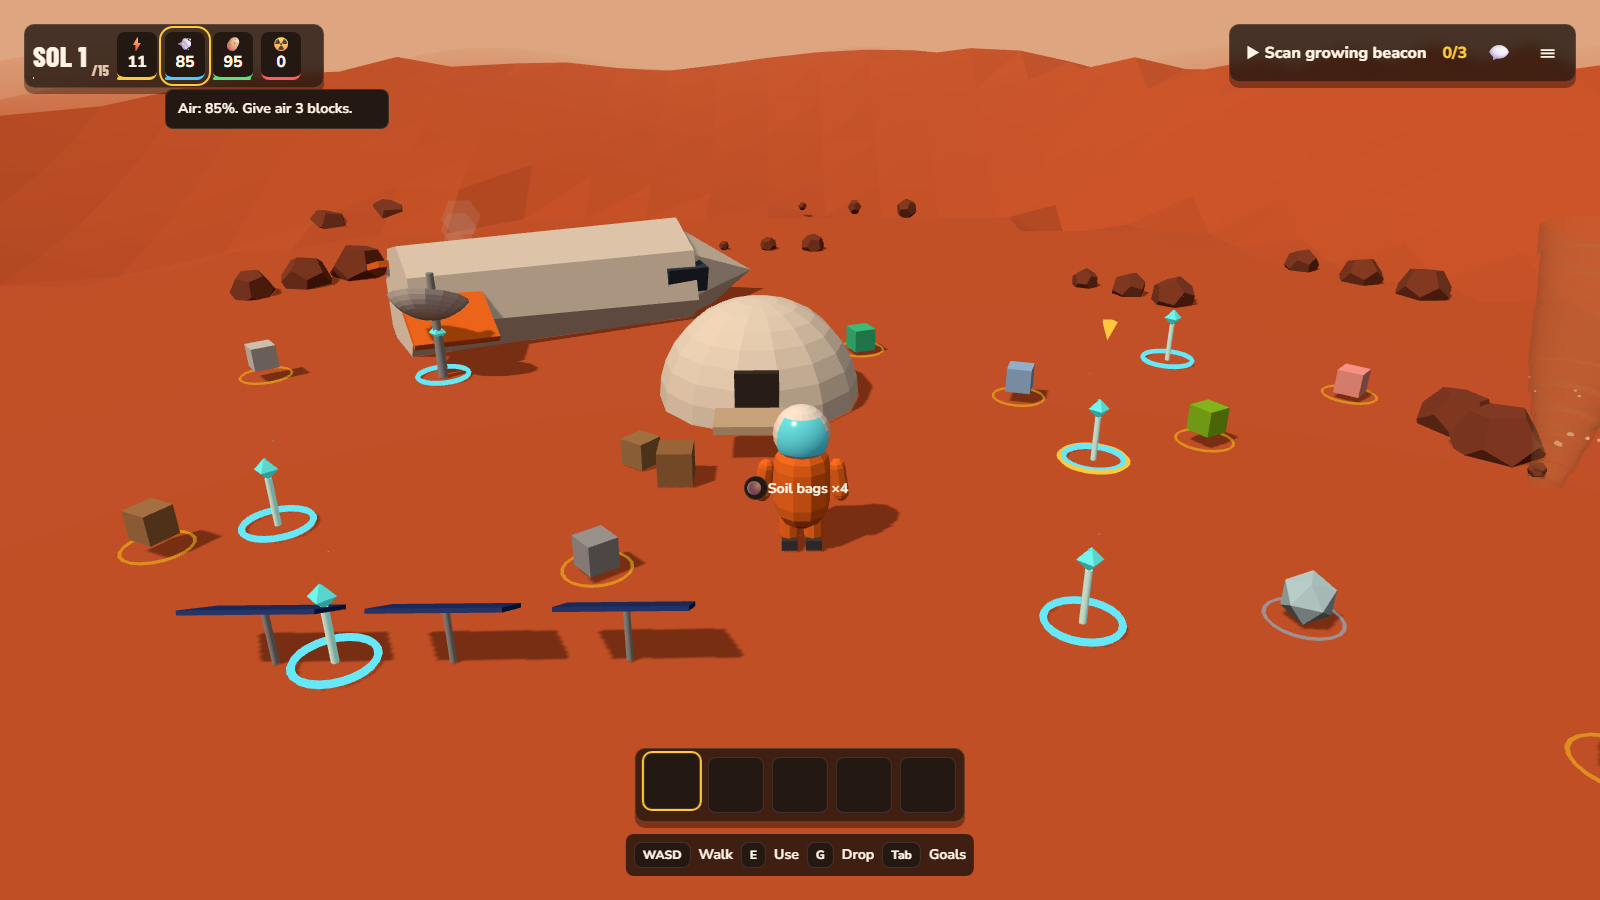 SOL 1 /15 11 85 95 0
Air: 85%. Give air 3 blocks.
▶ Scan growing beacon 0/3
Soil bags ×4
WASD Walk E Use G Drop Tab Goals